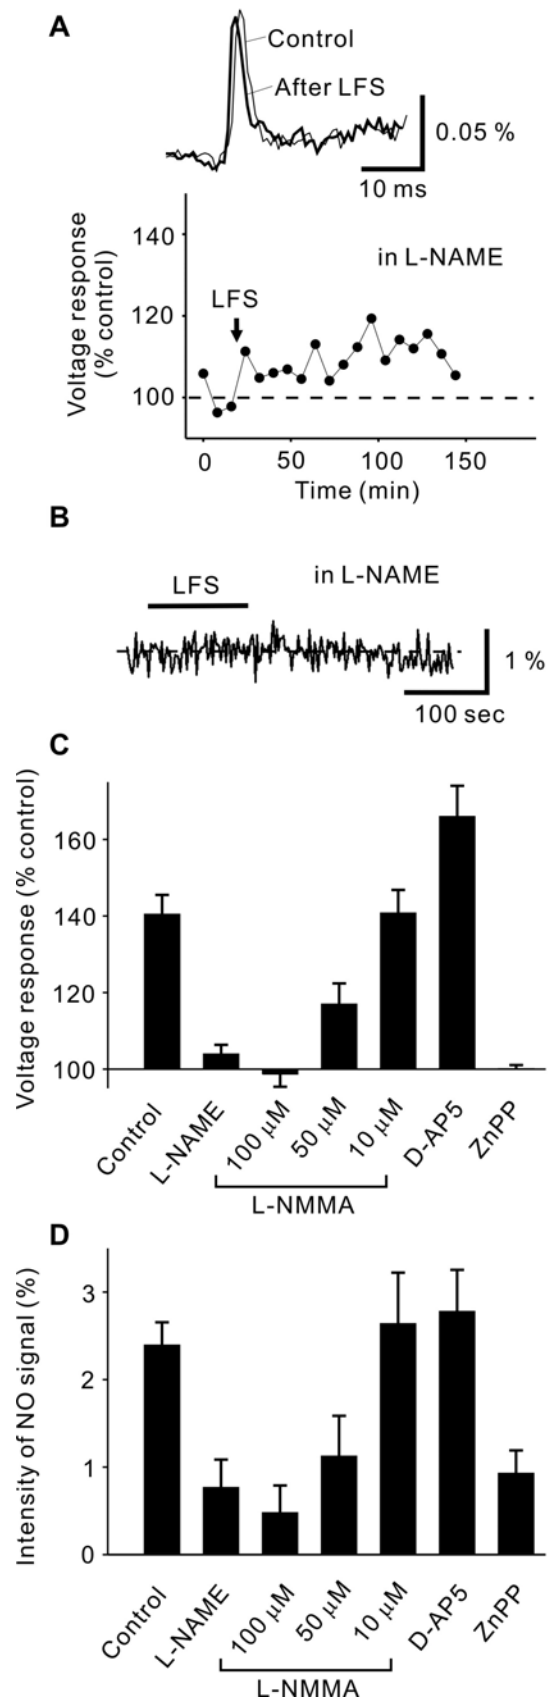 A
Control
After LFS
0.05 %
10 ms
Voltage response
(% control)
140
120
100
in L-NAME
LFS
0
50
100
150
Time (min)
B
LFS
in L-NAME
1 %
100 sec
C
Voltage response (% control)
160
140
120
100
Control
L-NAME
100 μM
50 μM
10 μM
D-AP5
ZnPP
L-NMMA
D
Intensity of NO signal (%)
3
2
1
0
Control
L-NAME
100 μM
50 μM
10 μM
D-AP5
ZnPP
L-NMMA